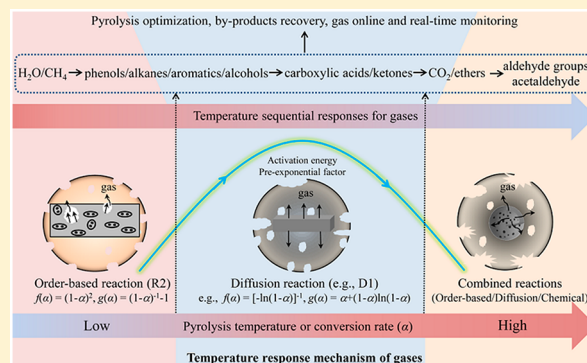 Pyrolysis optimization, by-products recovery, gas online and real-time monitoring
H₂O/CH₄→phenols/alkanes/aromatics/alcohols→carboxylic acids/ketones→CO₂/ethers→aldehyde groups
acetaldehyde
Temperature sequential responses for gases
Activation energy
Pre-exponential factor
gas
gas
gas
Order-based reaction (R2)
f(α) = (1-α)², g(α) = (1-α)⁻¹-1
Diffusion reaction (e.g., D1)
e.g., f(α) = [-ln(1-α)]⁻¹, g(α) = α+(1-α)ln(1-α)
Combined reactions
(Order-based/Diffusion/Chemical)
Low
Pyrolysis temperature or conversion rate (α)
High
Temperature response mechanism of gases